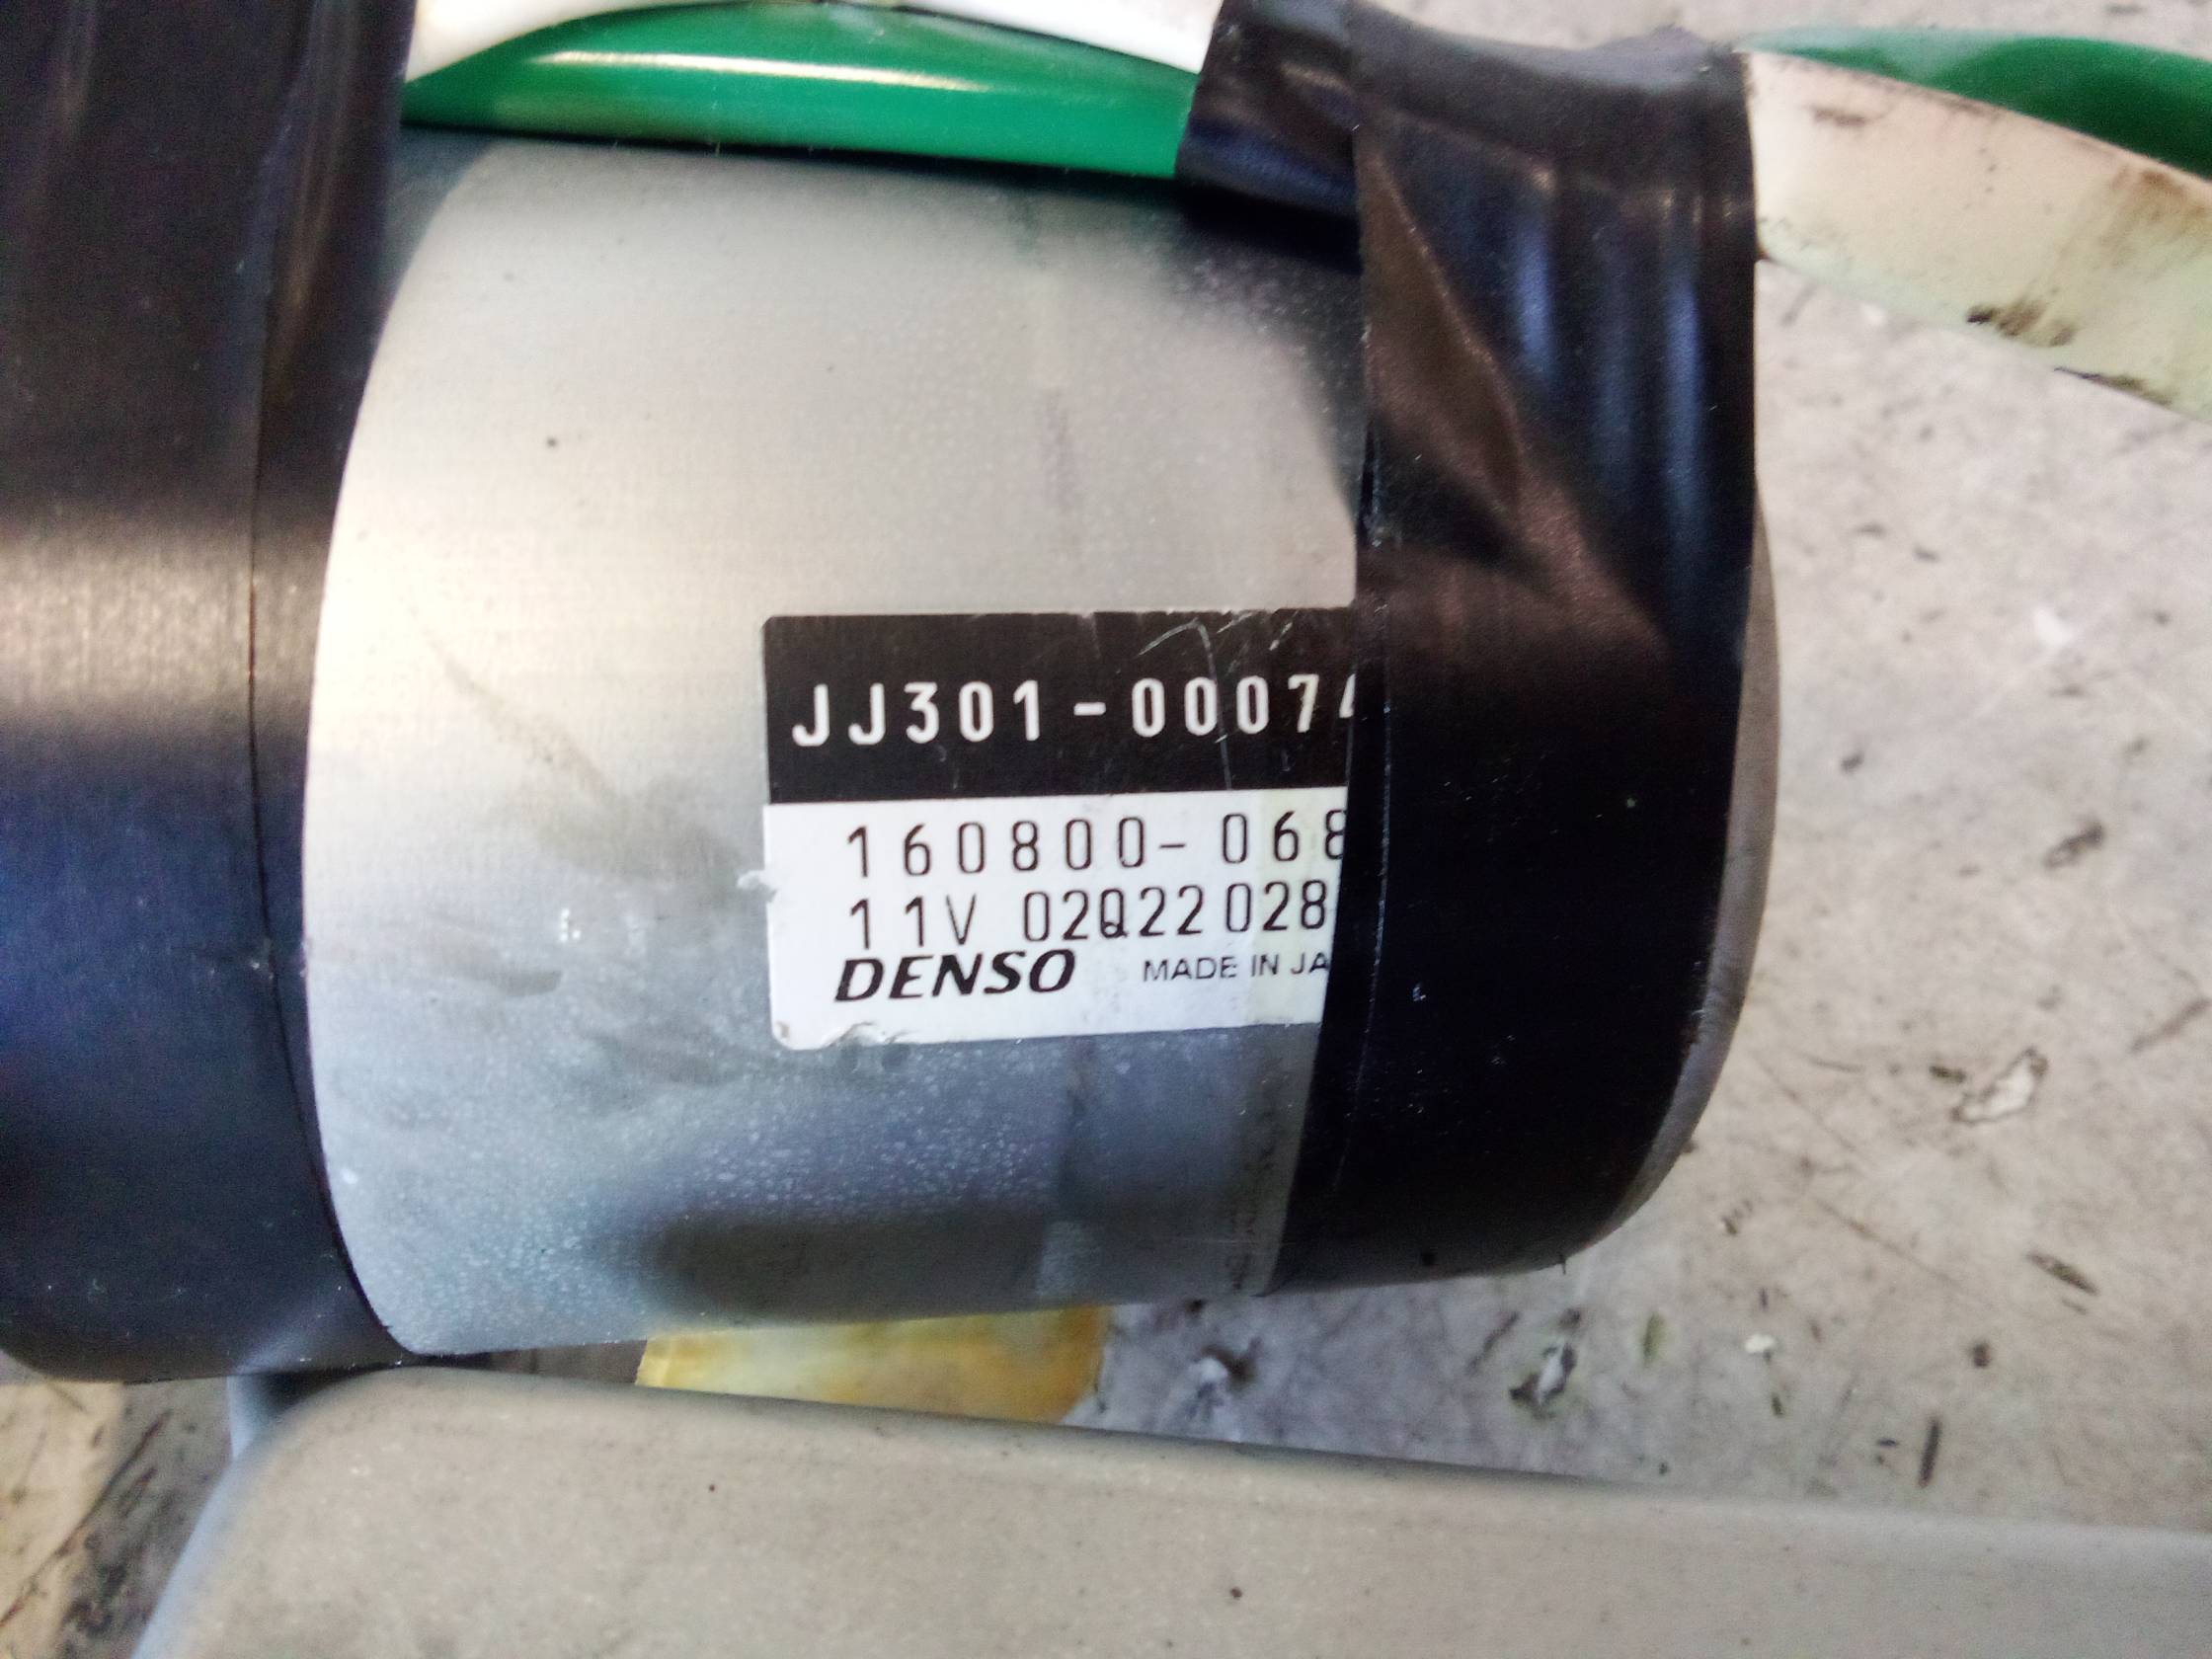 JJ301-0007
160800-068
11V 02Q22028
DENSO MADE IN JA